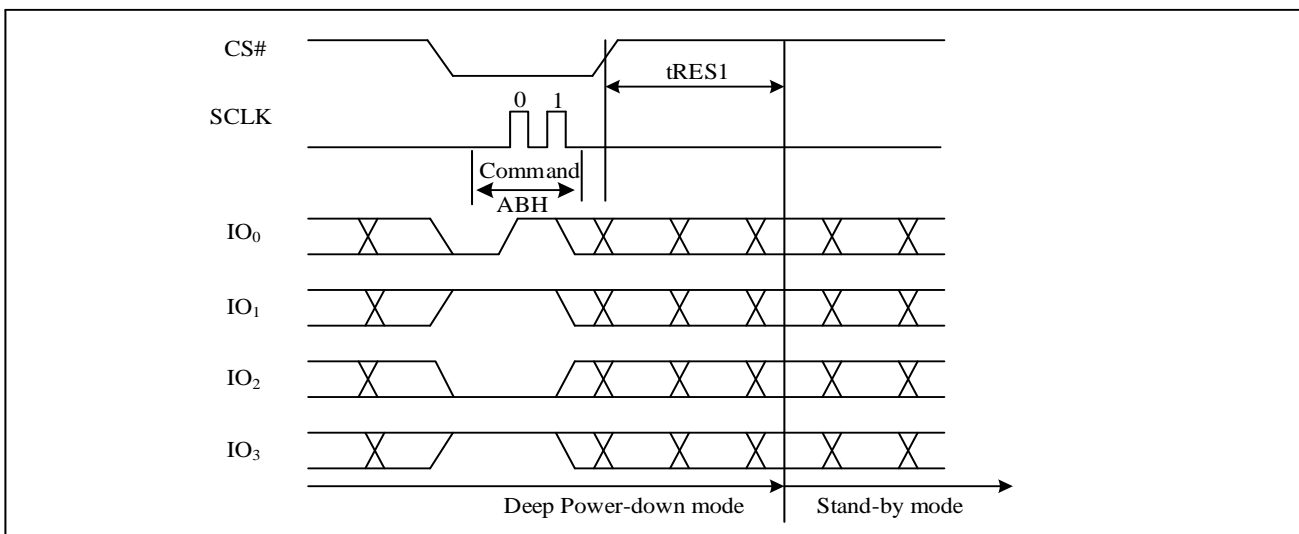 CS#
tRES1
SCLK
0 1
Command
ABH
IO0
IO1
IO2
IO3
Deep Power-down mode Stand-by mode